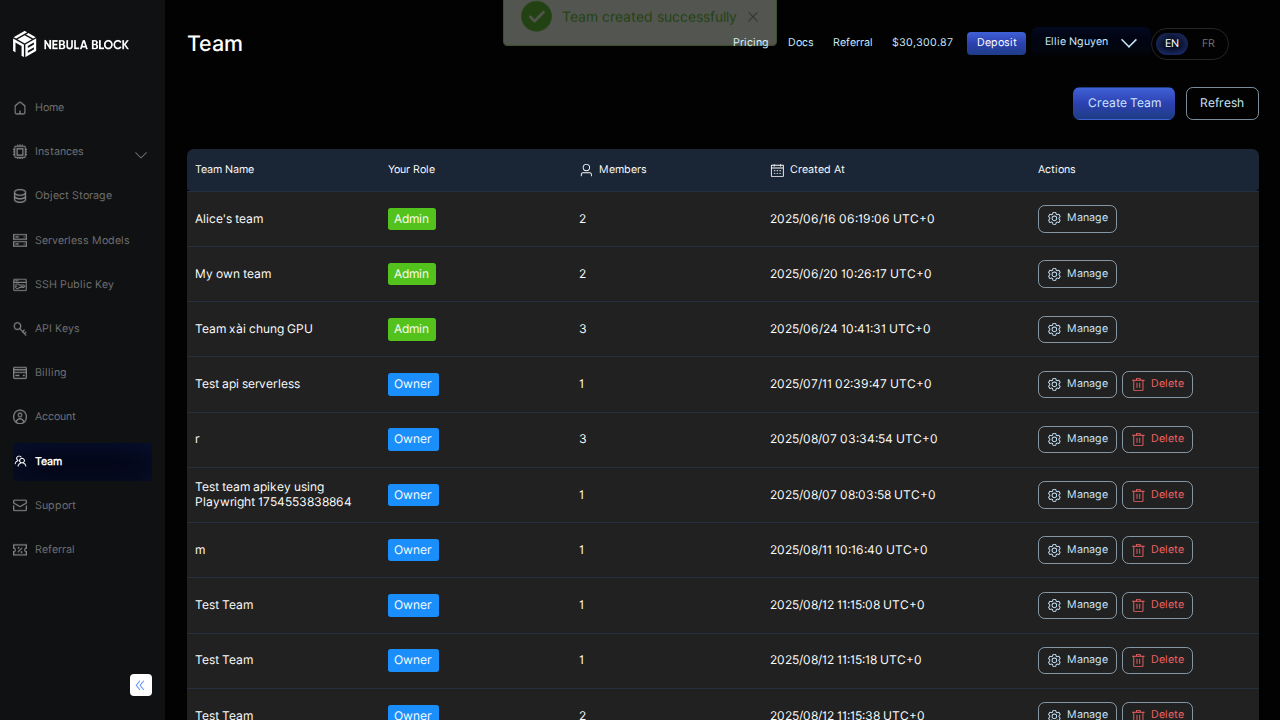 Team created successfully
NEBULA BLOCK
Team
Pricing Docs Referral $30,300.87 Deposit Ellie Nguyen EN FR
Create Team Refresh
Home
Instances
Object Storage
Serverless Models
SSH Public Key
API Keys
Billing
Account
Team
Support
Referral
Team Name Your Role Members Created At Actions
Alice's team Admin 2 2025/06/16 06:19:06 UTC+0 Manage
My own team Admin 2 2025/06/20 10:26:17 UTC+0 Manage
Team xài chung GPU Admin 3 2025/06/24 10:41:31 UTC+0 Manage
Test api serverless Owner 1 2025/07/11 02:39:47 UTC+0 Manage Delete
r Owner 3 2025/08/07 03:34:54 UTC+0 Manage Delete
Test team apikey using
Playwright 1754553838864 Owner 1 2025/08/07 08:03:58 UTC+0 Manage Delete
m Owner 1 2025/08/11 10:16:40 UTC+0 Manage Delete
Test Team Owner 1 2025/08/12 11:15:08 UTC+0 Manage Delete
Test Team Owner 1 2025/08/12 11:15:18 UTC+0 Manage Delete
Test Team Owner 2 2025/08/12 11:15:38 UTC+0 Manage Delete